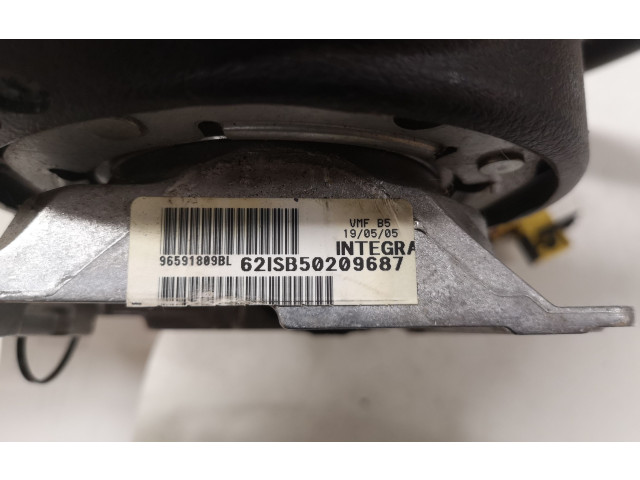 VMF B5
19/05/05
INTEGRA
96591809BL
62ISB50209687